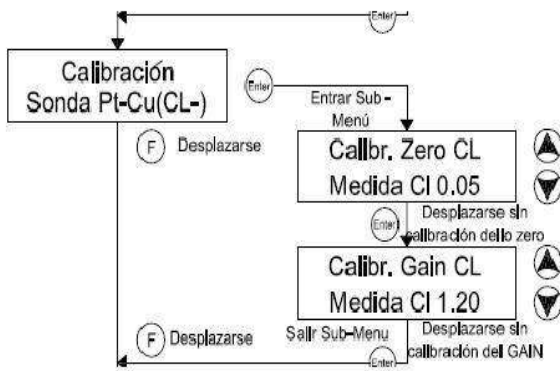 Enter
Calibración
Sonda Pt-Cu(CL-)
Enter
Entrar Sub-
Menú
F Desplazarse
Calibr. Zero CL
Medida Cl 0.05
Enter
Desplazarse sin
calibración dello zero
Calibr. Gain CL
Medida Cl 1.20
F Desplazarse
Salir Sub-Menu
Desplazarse sin
calibración del GAIN
Enter